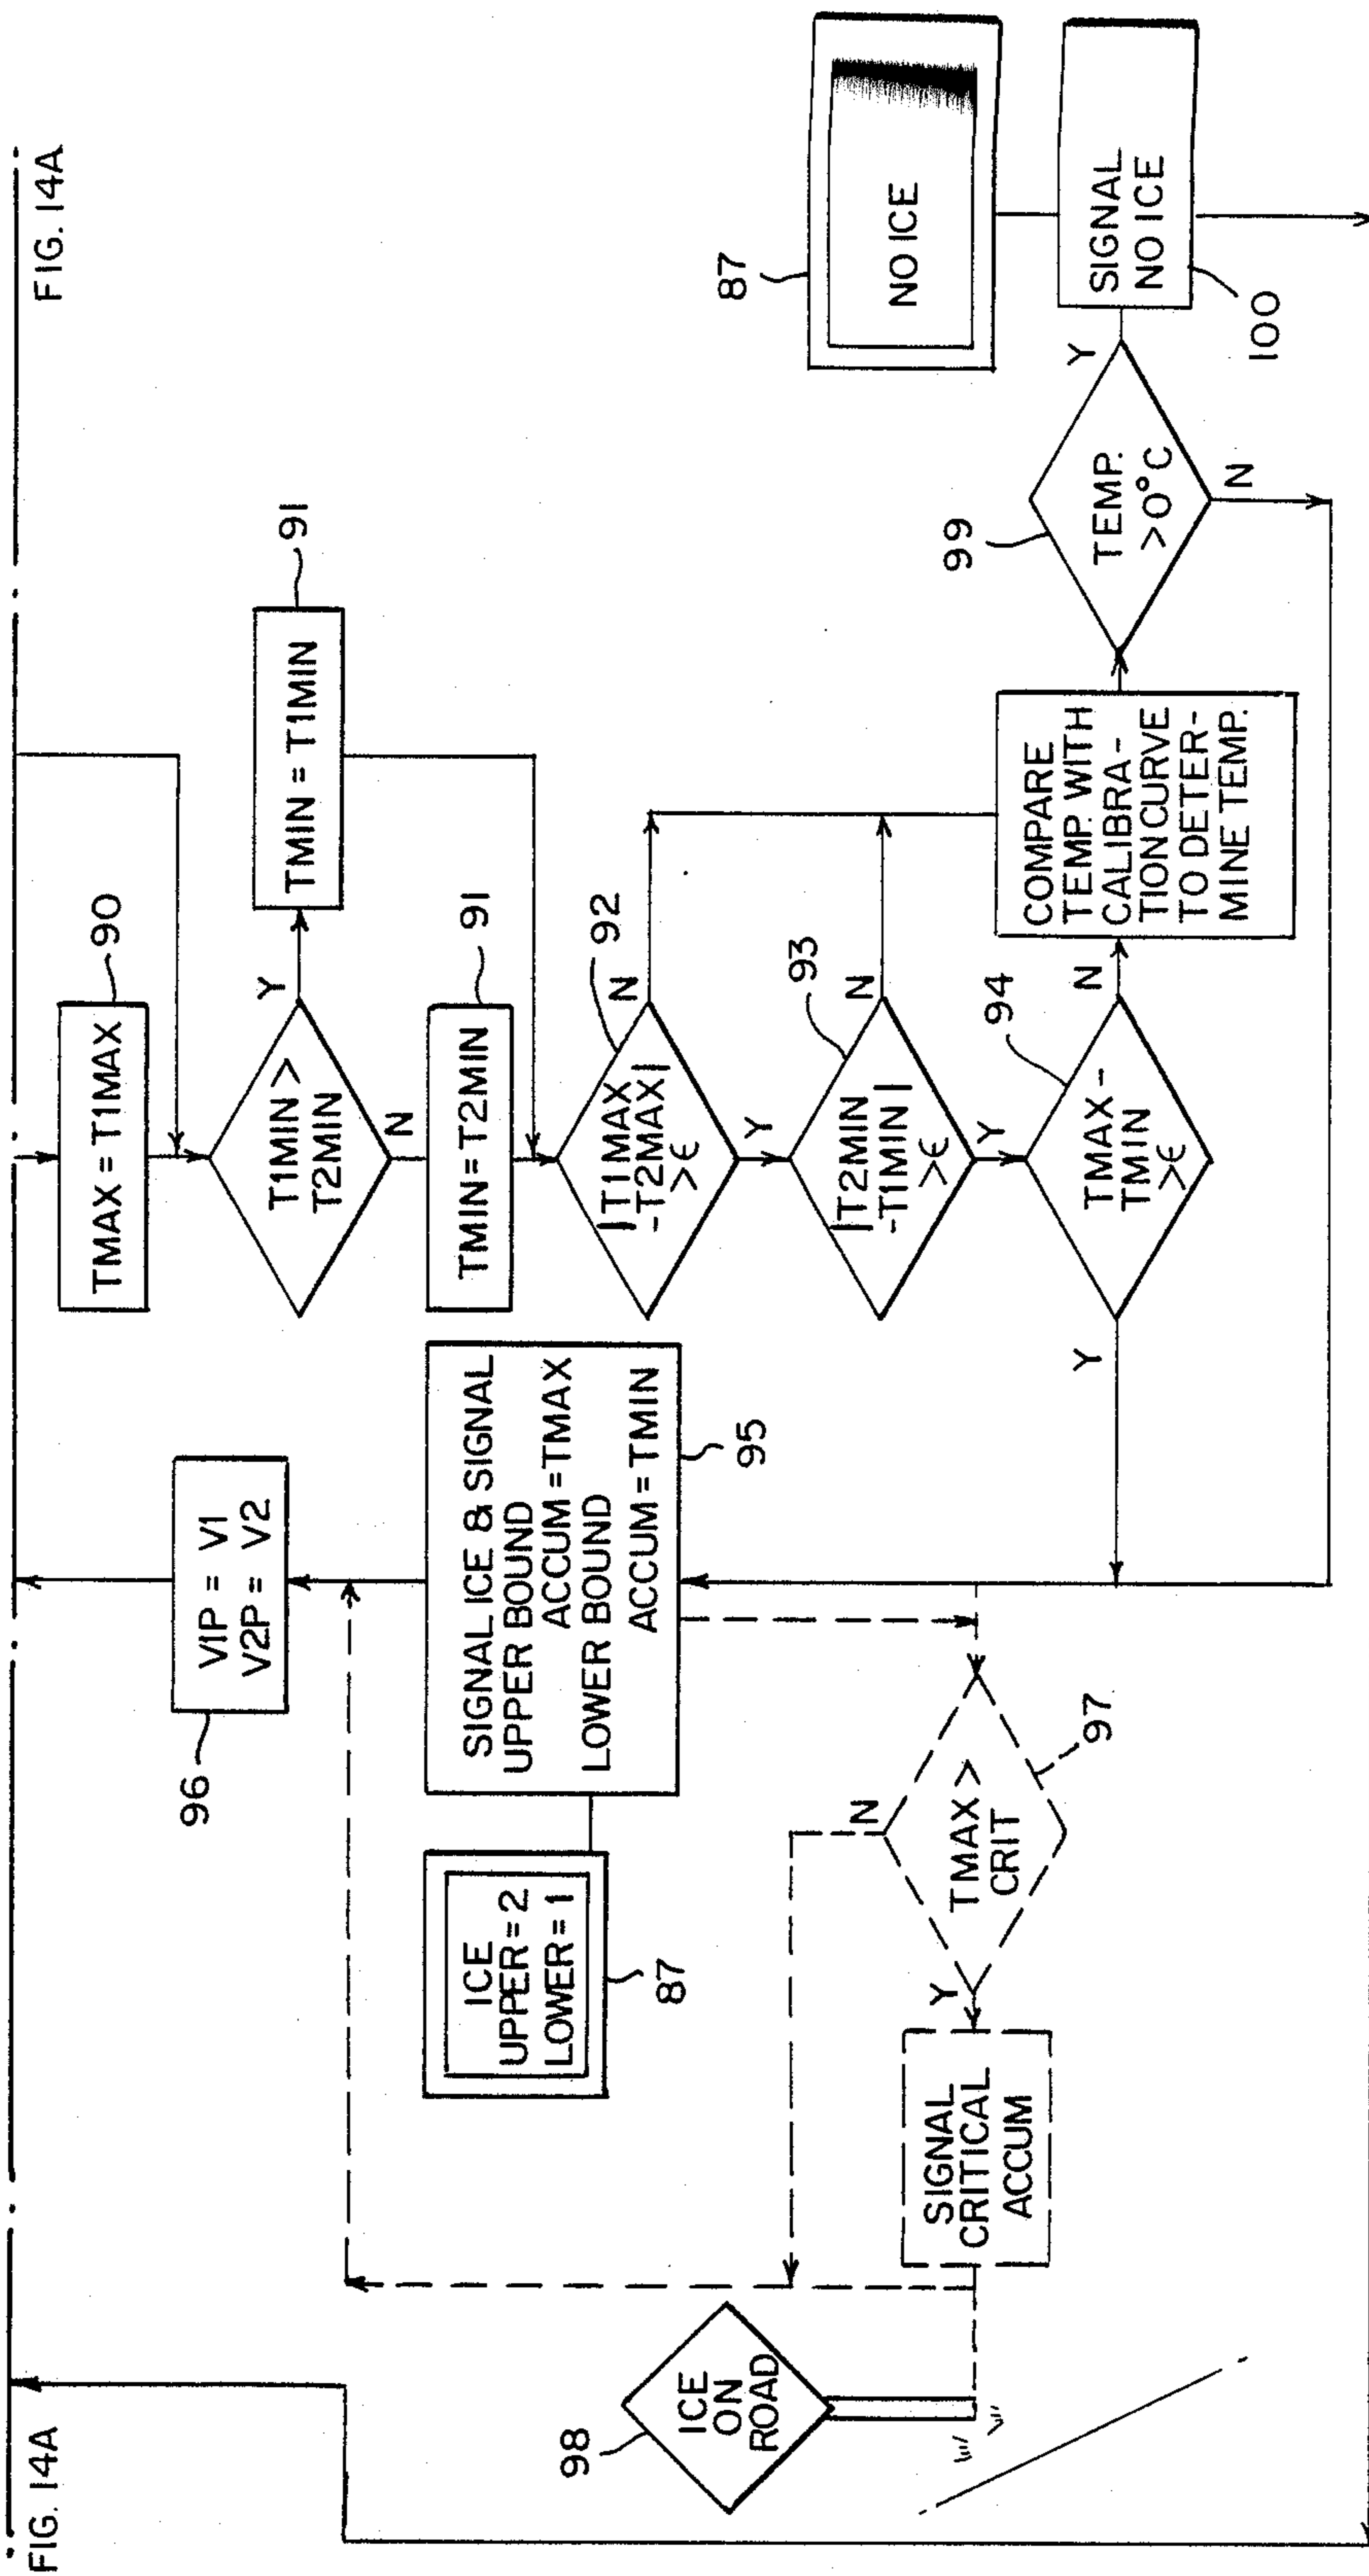 FIG. 14A
FIG. 14A
TMAX = T1MAX
90
T1MIN >
T2MIN
Y
N
TMIN = T1MIN
91
TMIN = T2MIN
91
|T1MAX
-T2MAX|
>ϵ
92
N
Y
|T2MIN
-T1MIN|
>ϵ
93
N
Y
TMAX -
TMIN
>ϵ
94
N
Y
COMPARE
TEMP. WITH
CALIBRA-
TION CURVE
TO DETER-
MINE TEMP.
TEMP.
>0°C
99
Y
N
SIGNAL
NO ICE
100
NO ICE
87
V1P = V1
V2P = V2
96
SIGNAL ICE & SIGNAL
UPPER BOUND
ACCUM = TMAX
LOWER BOUND
ACCUM = TMIN
95
ICE
UPPER = 2
LOWER = 1
87
TMAX >
CRIT
97
N
Y
SIGNAL
CRITICAL
ACCUM
ICE
ON
ROAD
98